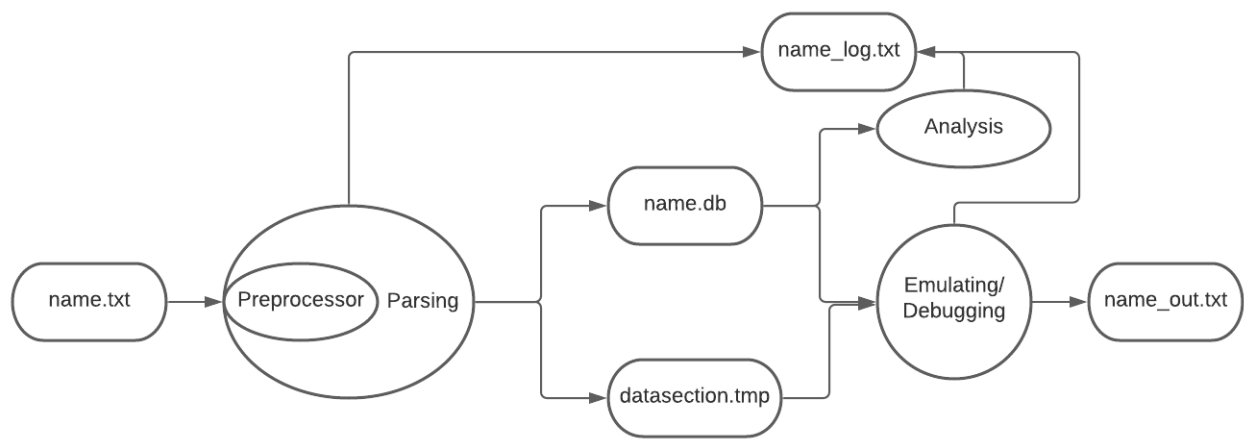 name_log.txt
Analysis
name.db
name.txt
Preprocessor
Parsing
Emulating/
Debugging
name_out.txt
datasection.tmp